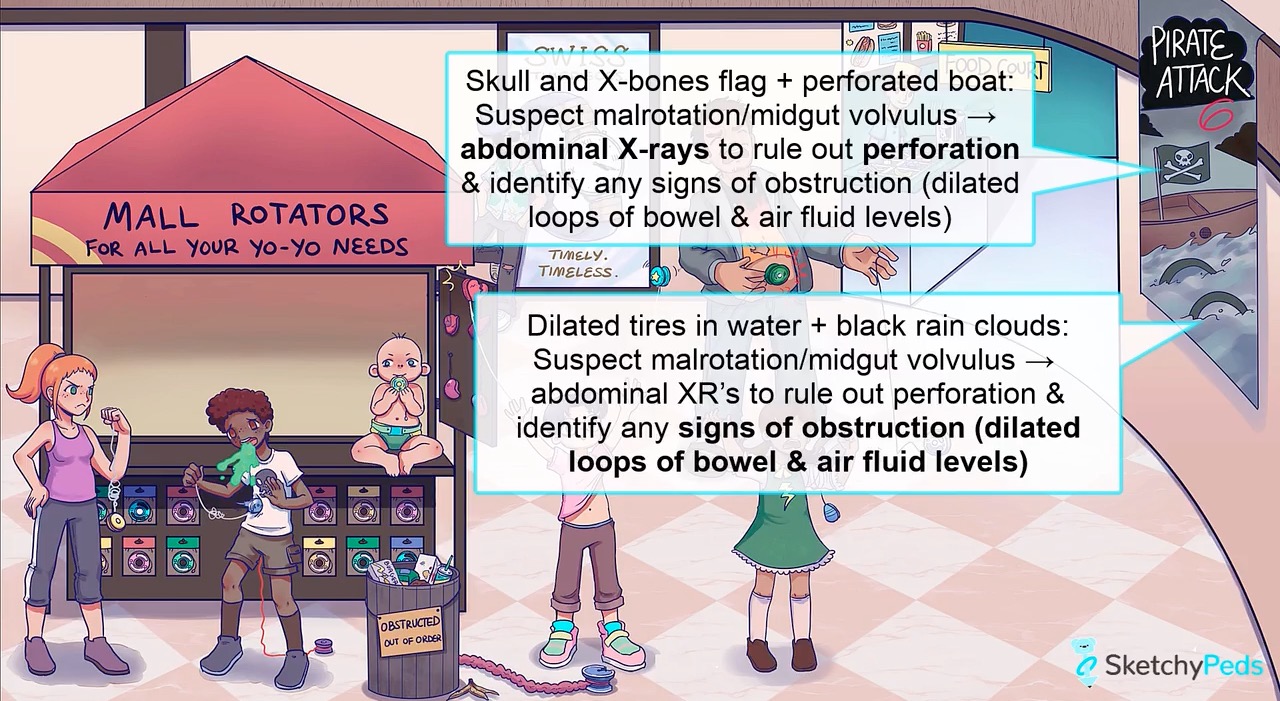 SWISS
FOOD COURT
PIRATE
ATTACK
6
Skull and X-bones flag + perforated boat:
Suspect malrotation/midgut volvulus →
abdominal X-rays to rule out perforation
& identify any signs of obstruction (dilated
loops of bowel & air fluid levels)
MALL ROTATORS
FOR ALL YOUR YO-YO NEEDS
TIMELY.
TIMELESS.
Dilated tires in water + black rain clouds:
Suspect malrotation/midgut volvulus →
abdominal XR's to rule out perforation &
identify any signs of obstruction (dilated
loops of bowel & air fluid levels)
OBSTRUCTED
OUT OF ORDER
SketchyPeds